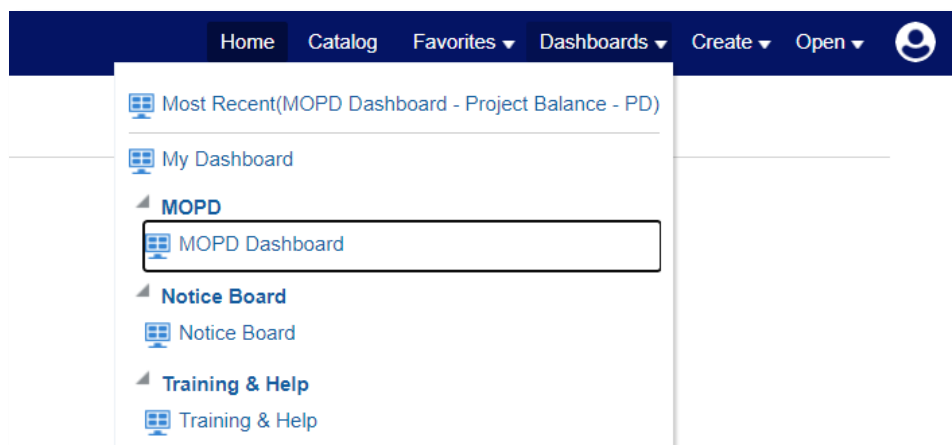 Home Catalog Favorites Dashboards Create Open
Most Recent(MOPD Dashboard - Project Balance - PD)
My Dashboard
MOPD
MOPD Dashboard
Notice Board
Notice Board
Training & Help
Training & Help